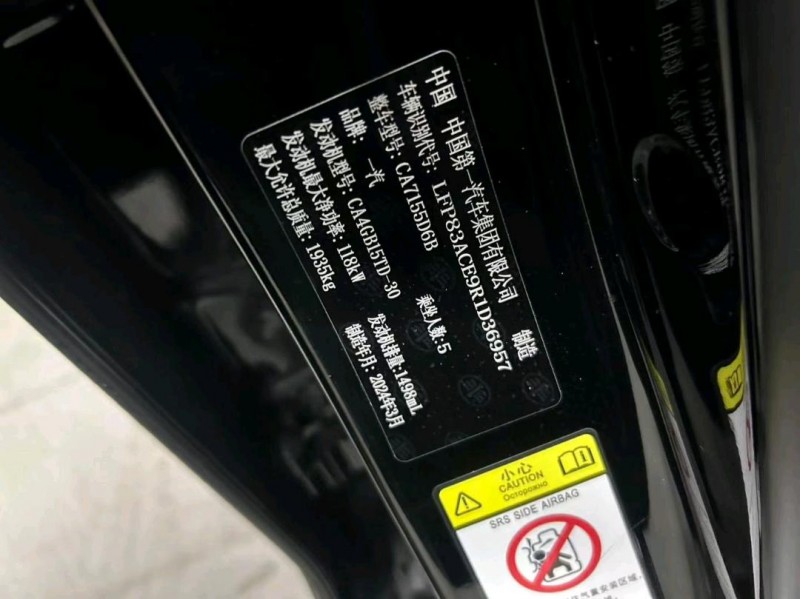 中国 中国第一汽车集团有限公司 制造
车辆识别代号: LFP83ACE9R1D36957
整车型号: CA7155D6B 乘坐人数: 5
品牌: 一汽
发动机型号: CA4GB15TD-30 发动机排量: 1498mL
发动机最大净功率: 118kW 制造年月: 2024年3月
最大允许总质量: 1935kg
小心
CAUTION
Осторожно
SRS SIDE AIRBAG